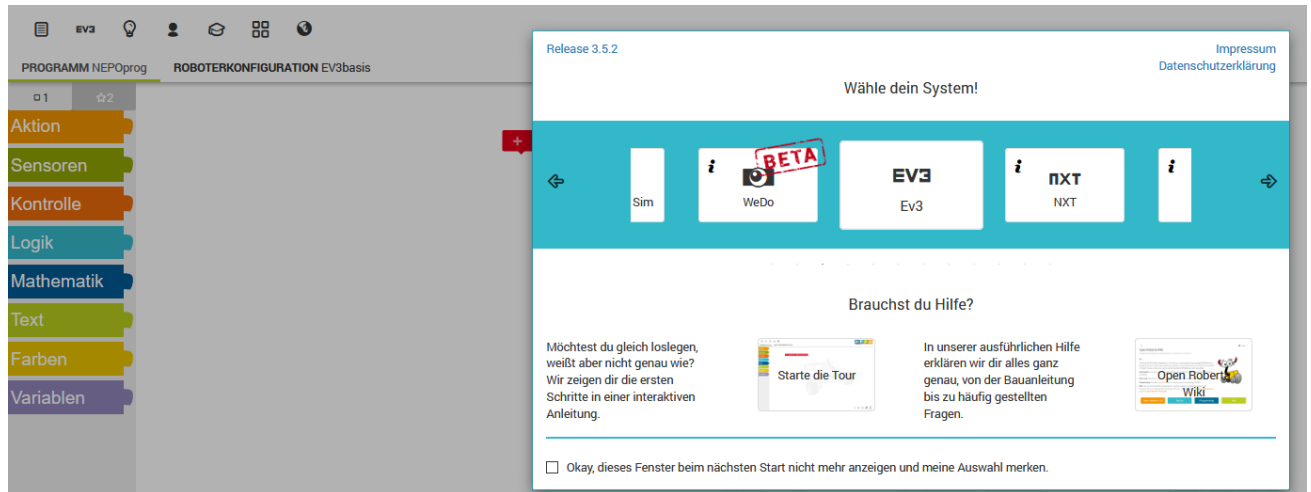 EV3
PROGRAMM NEPOprog
ROBOTERKONFIGURATION EV3basis
1
2
Aktion
Sensoren
Kontrolle
Logik
Mathematik
Text
Farben
Variablen
+
Release 3.5.2
Impressum
Datenschutzerklärung
Wähle dein System!
Sim
i
BETA
WeDo
EV3
Ev3
i
NXT
NXT
i
Brauchst du Hilfe?
Möchtest du gleich loslegen,
weißt aber nicht genau wie?
Wir zeigen dir die ersten
Schritte in einer interaktiven
Anleitung.
Starte die Tour
In unserer ausführlichen Hilfe
erklären wir dir alles ganz
genau, von der Bauanleitung
bis zu häufig gestellten
Fragen.
Open Roberta
Wiki
Okay, dieses Fenster beim nächsten Start nicht mehr anzeigen und meine Auswahl merken.